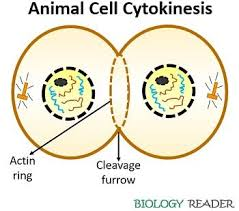 Animal Cell Cytokinesis
Actin
ring
Cleavage
furrow
BIOLOGY READER